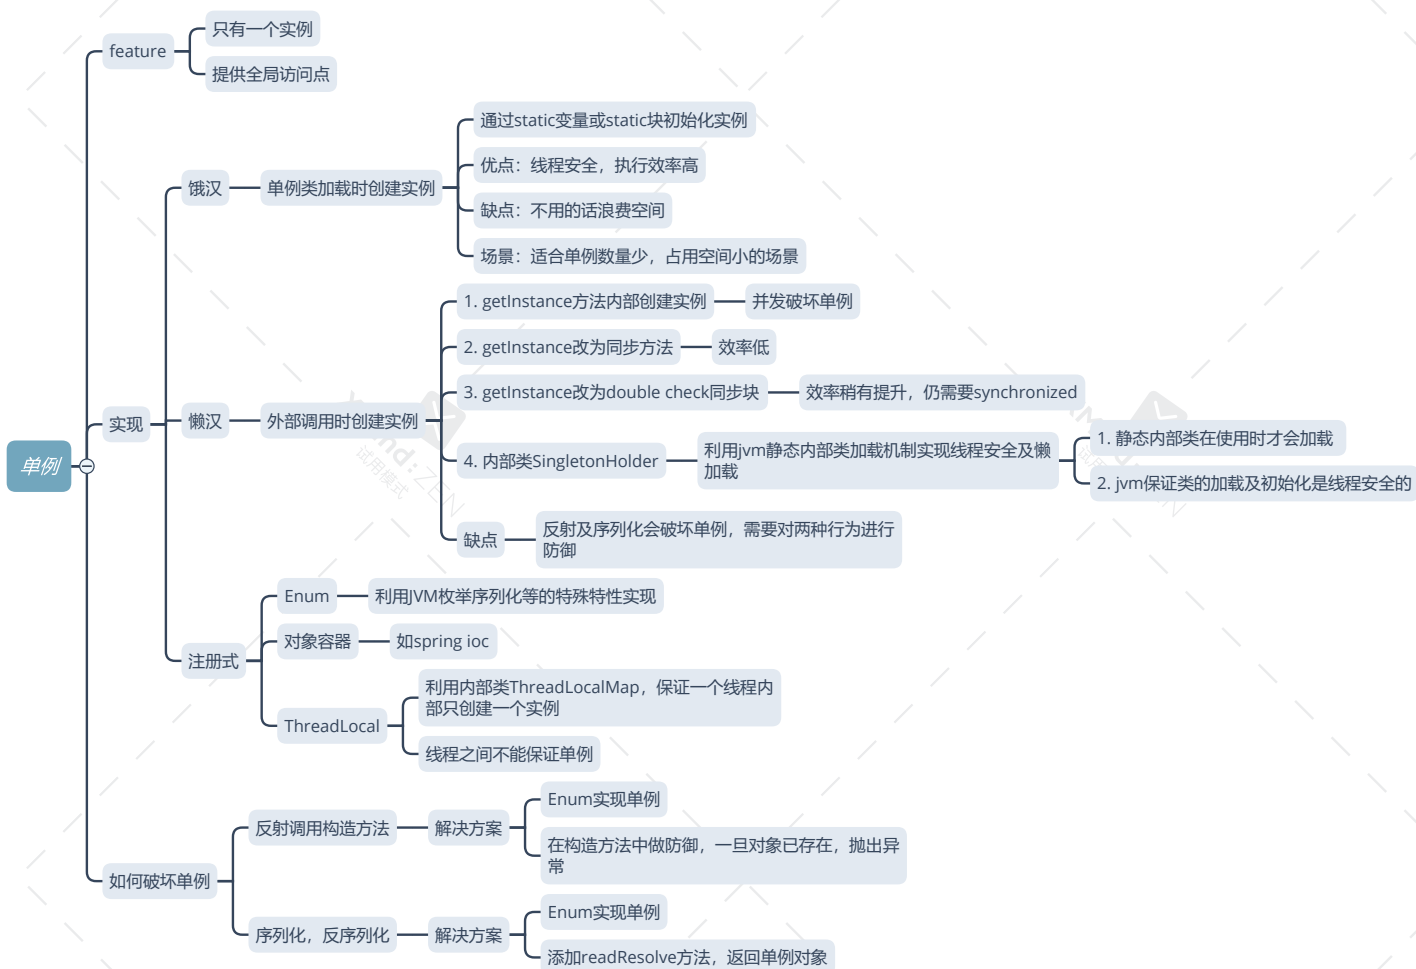 单例
feature
只有一个实例
提供全局访问点
实现
饿汉
单例类加载时创建实例
通过static变量或static块初始化实例
优点：线程安全，执行效率高
缺点：不用的话浪费空间
场景：适合单例数量少，占用空间小的场景
懒汉
外部调用时创建实例
1. getInstance方法内部创建实例
并发破坏单例
2. getInstance改为同步方法
效率低
3. getInstance改为double check同步块
效率稍有提升，仍需要synchronized
4. 内部类SingletonHolder
利用jvm静态内部类加载机制实现线程安全及懒
加载
1. 静态内部类在使用时才会加载
2. jvm保证类的加载及初始化是线程安全的
缺点
反射及序列化会破坏单例，需要对两种行为进行
防御
注册式
Enum
利用JVM枚举序列化等的特殊特性实现
对象容器
如spring ioc
ThreadLocal
利用内部类ThreadLocalMap，保证一个线程内
部只创建一个实例
线程之间不能保证单例
如何破坏单例
反射调用构造方法
解决方案
Enum实现单例
在构造方法中做防御，一旦对象已存在，抛出异
常
序列化，反序列化
解决方案
Enum实现单例
添加readResolve方法，返回单例对象
试用模式